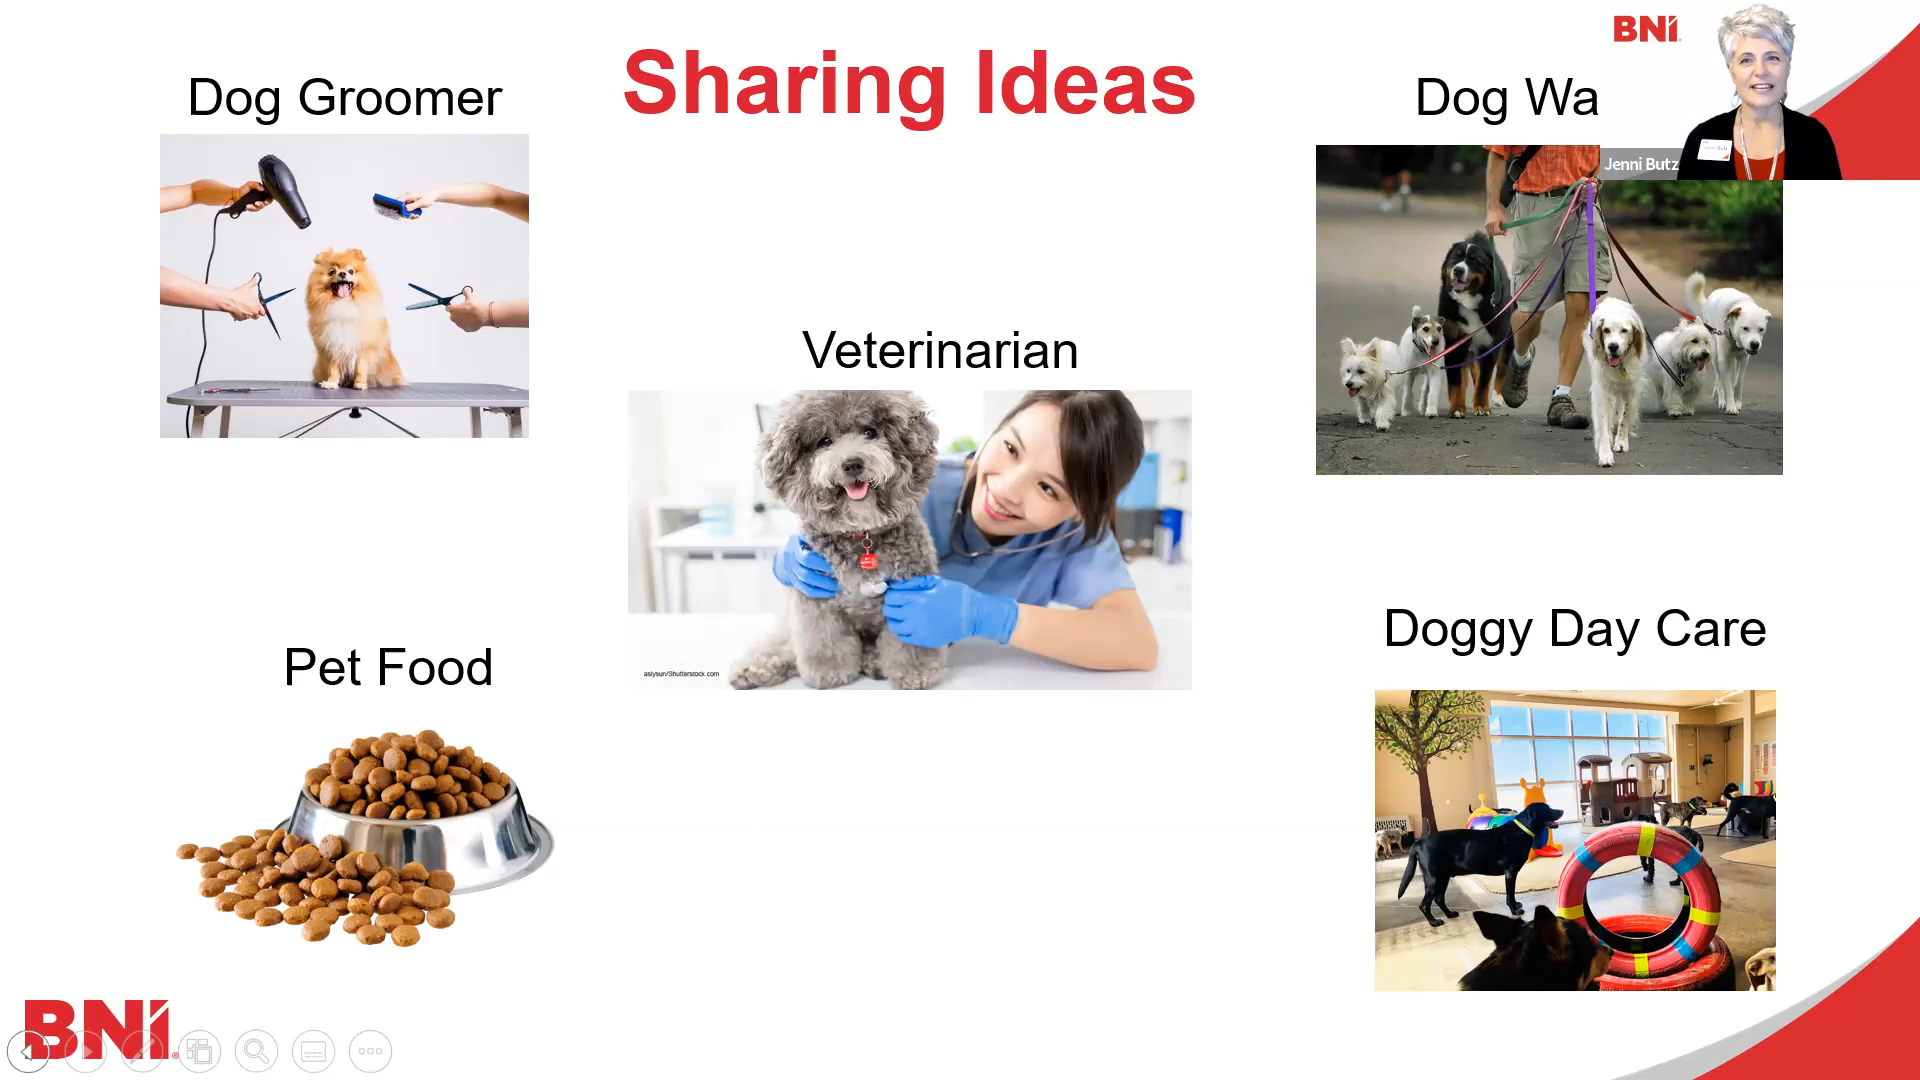 Sharing Ideas
Dog Groomer
Dog Wa
BNI
Jenni Butz
Veterinarian
asiysun/Shutterstock.com
Pet Food
Doggy Day Care
BNI